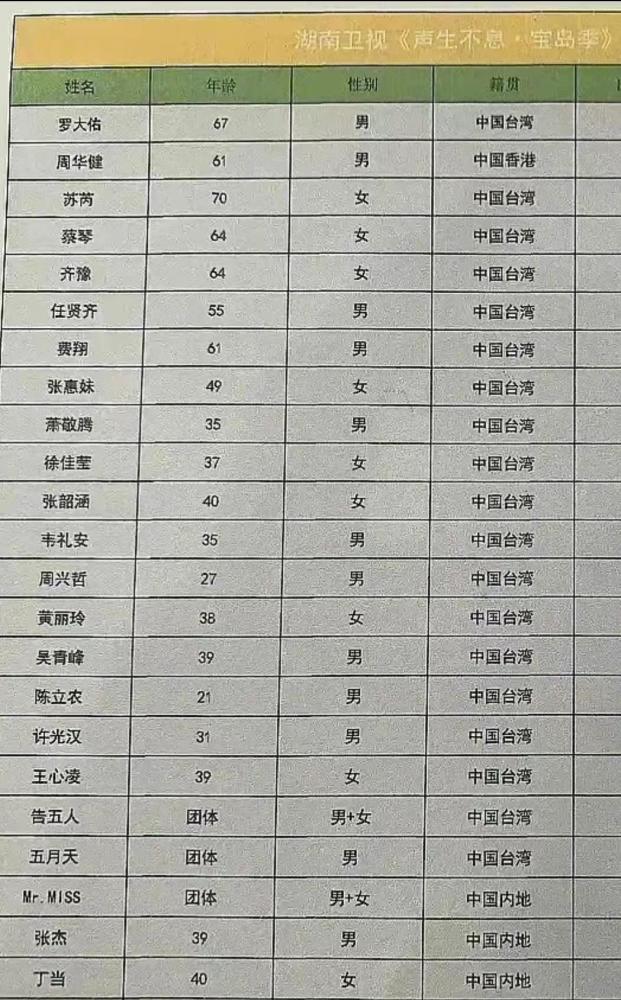 湖南卫视《声生不息·宝岛季》
姓名 年龄 性别 籍贯
罗大佑 67 男 中国台湾
周华健 61 男 中国香港
苏芮 70 女 中国台湾
蔡琴 64 女 中国台湾
齐豫 64 女 中国台湾
任贤齐 55 男 中国台湾
费翔 61 男 中国台湾
张惠妹 49 女 中国台湾
萧敬腾 35 男 中国台湾
徐佳莹 37 女 中国台湾
张韶涵 40 女 中国台湾
韦礼安 35 男 中国台湾
周兴哲 27 男 中国台湾
黄丽玲 38 女 中国台湾
吴青峰 39 男 中国台湾
陈立农 21 男 中国台湾
许光汉 31 男 中国台湾
王心凌 39 女 中国台湾
告五人 团体 男+女 中国台湾
五月天 团体 男 中国台湾
Mr.MISS 团体 男+女 中国内地
张杰 39 男 中国内地
丁当 40 女 中国内地